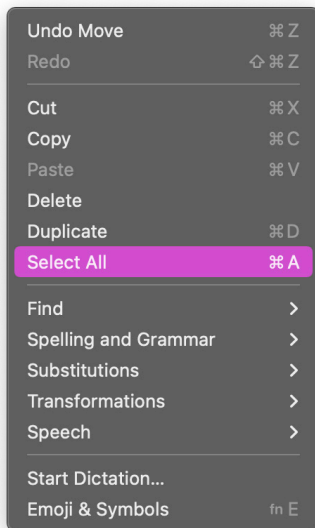 Undo Move ⌘ Z
Redo ⇧ ⌘ Z
Cut ⌘ X
Copy ⌘ C
Paste ⌘ V
Delete
Duplicate ⌘ D
Select All ⌘ A
Find >
Spelling and Grammar >
Substitutions >
Transformations >
Speech >
Start Dictation...
Emoji & Symbols fn E